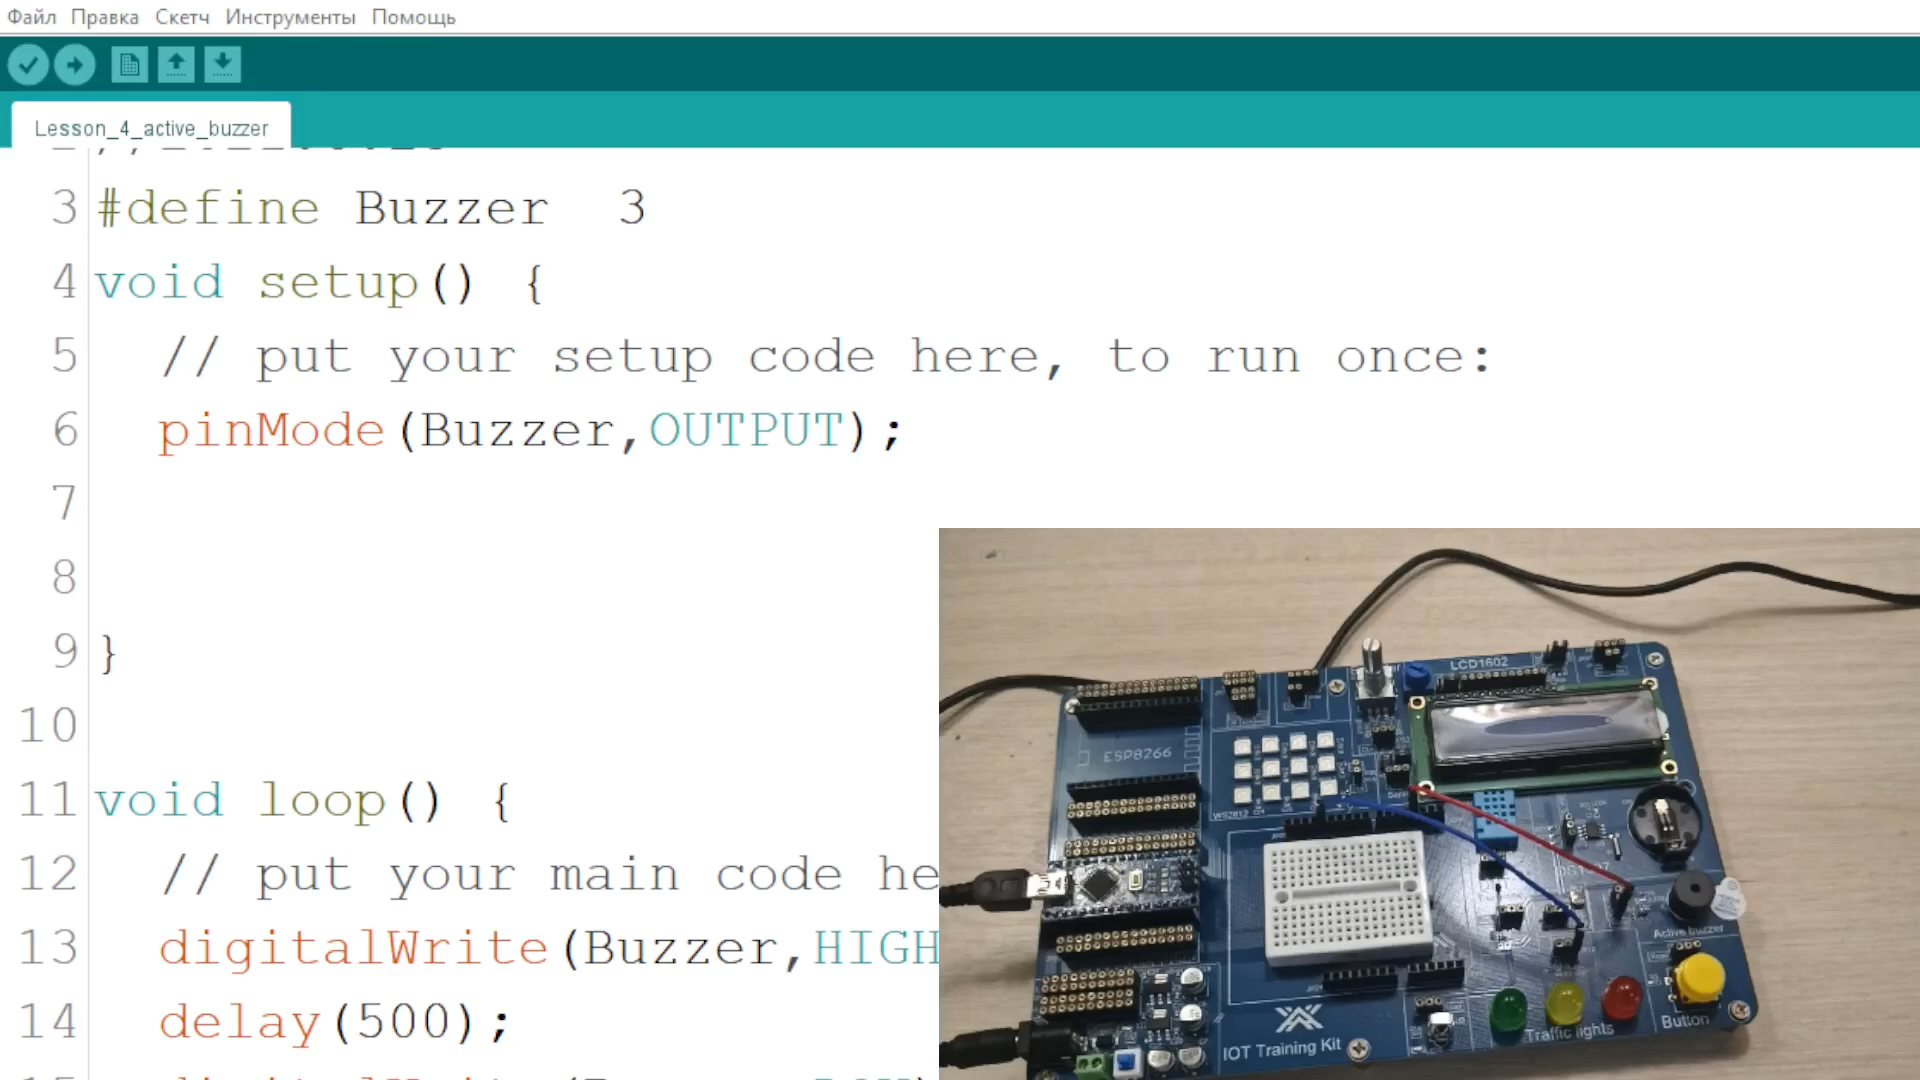 Файл Правка Скетч Инструменты Помощь
Lesson_4_active_buzzer
3 #define Buzzer 3
4 void setup() {
5 // put your setup code here, to run once:
6 pinMode(Buzzer,OUTPUT);
7
8
9 }
10
11 void loop() {
12 // put your main code he
13 digitalWrite(Buzzer,HIGH
14 delay(500);
LCD1602
ESP8266
WS2812
DS1307
Active buzzer
IOT Training Kit
Traffic lights
Button